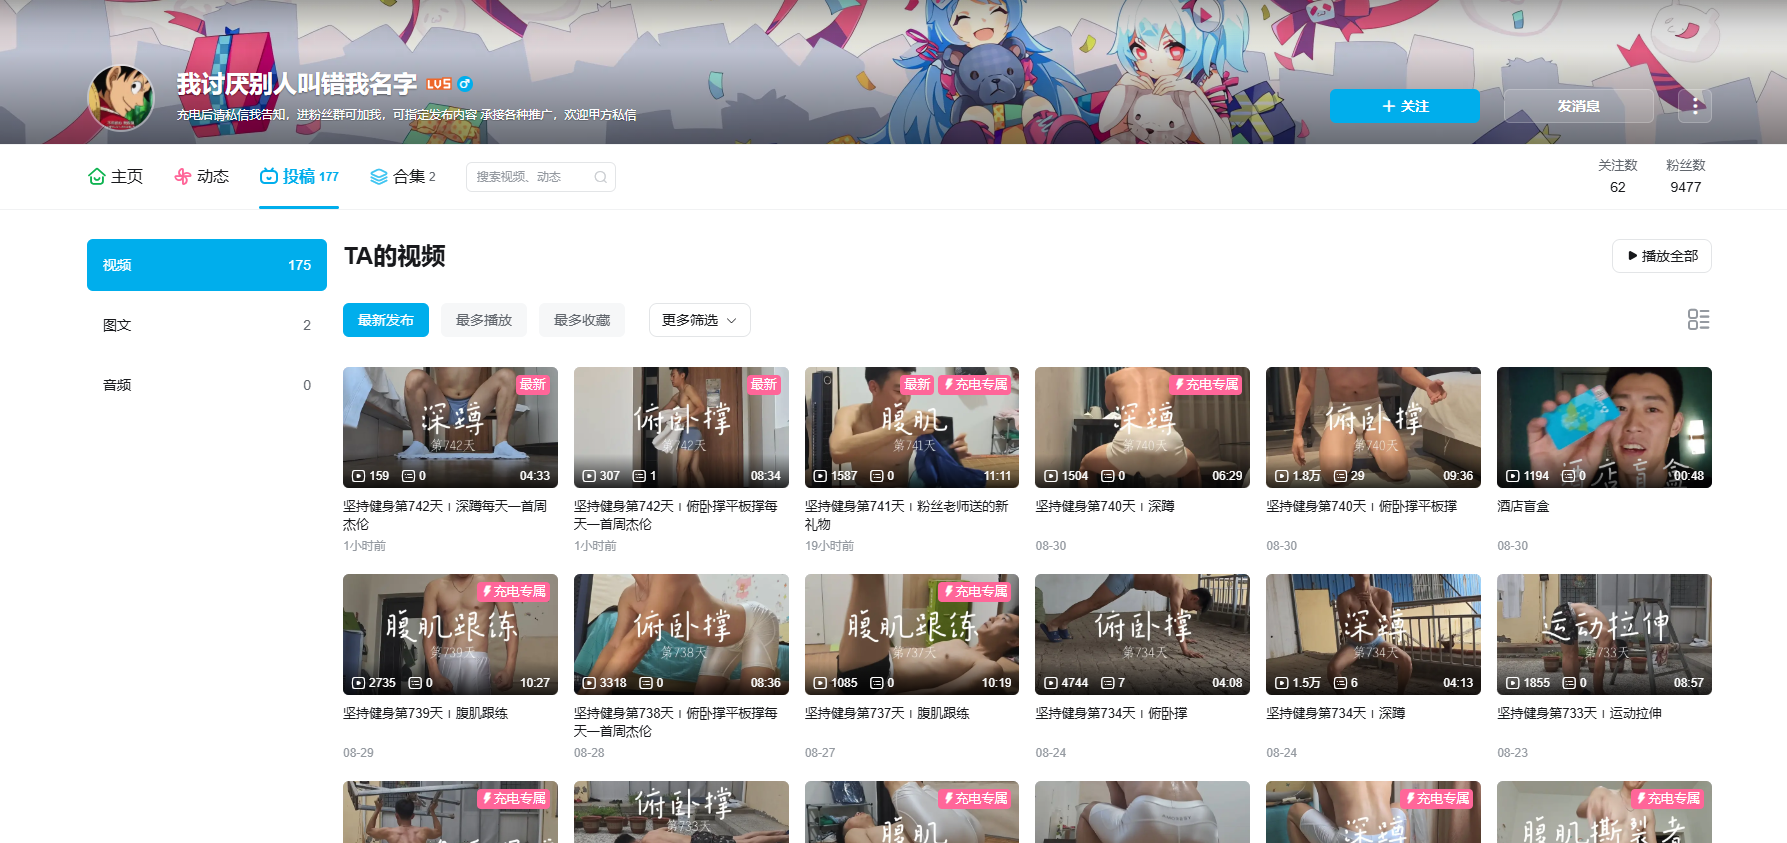 我讨厌别人叫错我名字 LV5
充电后请私信我告知，进粉丝群可加我，可指定发布内容 承接各种推广，欢迎甲方私信
+ 关注
发消息
主页
动态
投稿 177
合集 2
搜索视频、动态
关注数
62
粉丝数
9477
视频 175
图文 2
音频 0
TA的视频
播放全部
最新发布
最多播放
最多收藏
更多筛选
最新
深蹲
第742天
159 0 04:33
坚持健身第742天 | 深蹲每天一首周
杰伦
1小时前
最新
俯卧撑
第742天
307 1 08:34
坚持健身第742天 | 俯卧撑平板撑每
天一首周杰伦
1小时前
最新 充电专属
腹肌
第741天
1587 0 11:11
坚持健身第741天 | 粉丝老师送的新
礼物
19小时前
充电专属
深蹲
第740天
1504 0 06:29
坚持健身第740天 | 深蹲
08-30
俯卧撑
第740天
1.8万 29 09:36
坚持健身第740天 | 俯卧撑平板撑
08-30
酒店盲盒
1194 0 00:48
酒店盲盒
08-30
充电专属
腹肌跟练
第739天
2735 0 10:27
坚持健身第739天 | 腹肌跟练
08-29
俯卧撑
第738天
3318 0 08:36
坚持健身第738天 | 俯卧撑平板撑每
天一首周杰伦
08-28
充电专属
腹肌跟练
第737天
1085 0 10:19
坚持健身第737天 | 腹肌跟练
08-27
俯卧撑
第734天
4744 7 04:08
坚持健身第734天 | 俯卧撑
08-24
深蹲
第734天
1.5万 6 04:13
坚持健身第734天 | 深蹲
08-24
运动拉伸
第733天
1855 0 08:57
坚持健身第733天 | 运动拉伸
08-23
充电专属
俯卧撑
第733天
充电专属
腹肌
充电专属
深蹲
充电专属
腹肌撕裂者